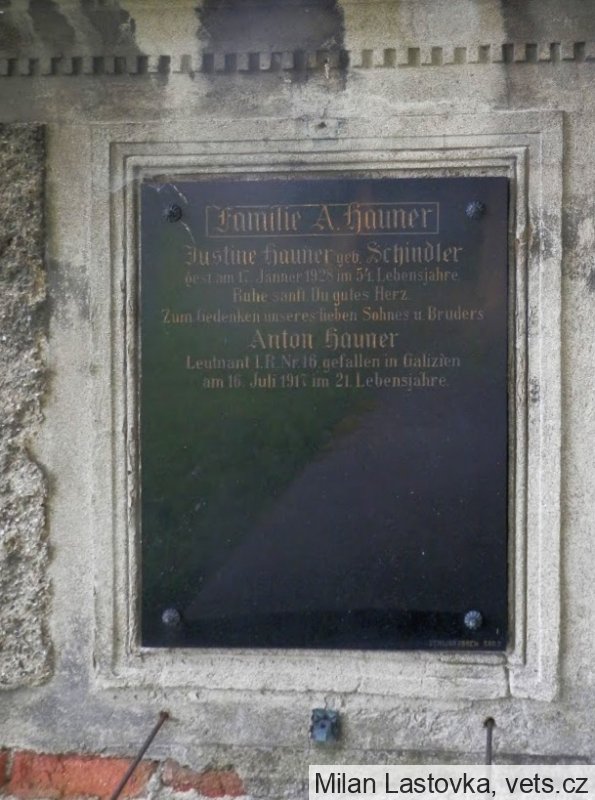 Familie A. Hauner
Justine Hauner geb. Schindler
gest. am 17. Jänner 1928 im 54. Lebensjahre.
Ruhe sanft Du gutes Herz.
Zum Gedenken unseres lieben Sohnes u. Bruders
Anton Hauner
Leutnant I.R. Nr. 16 gefallen in Galizien
am 16. Juli 1917 im 21. Lebensjahre.
Milan Lastovka, vets.cz